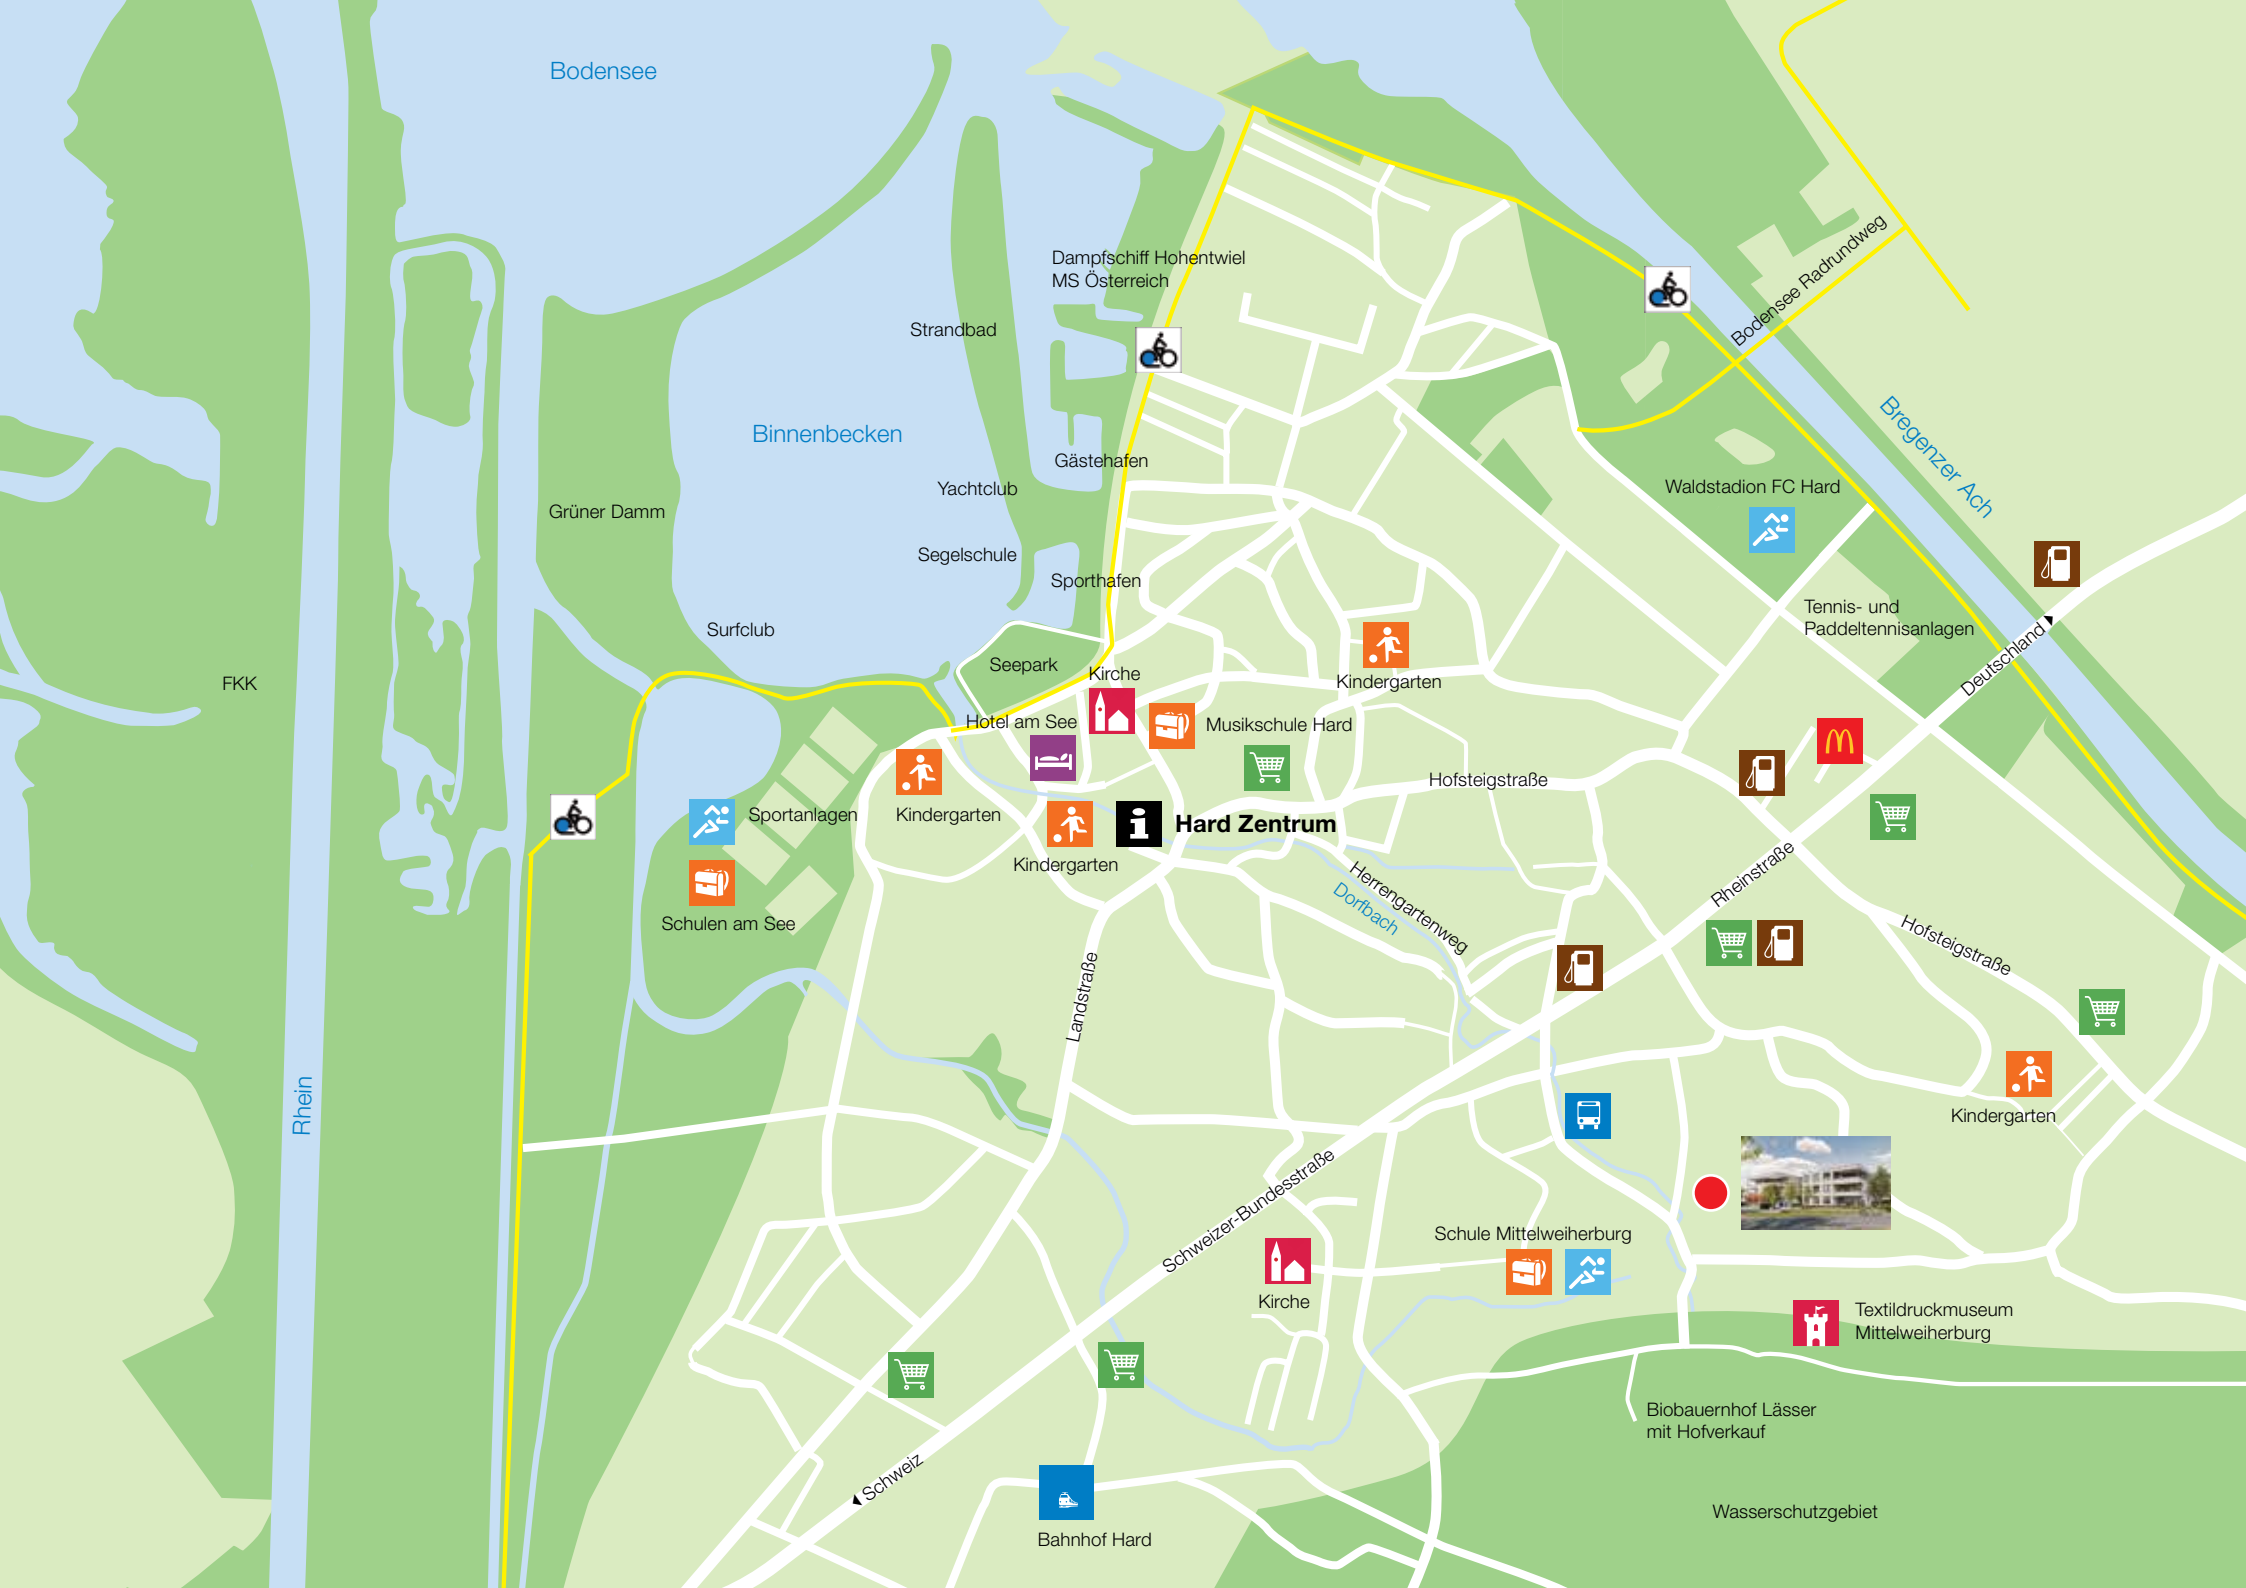 Bodensee
Bodensee Radrundweg
Dampfschiff Hohentwiel
MS Österreich
Strandbad
Binnenbecken
Bregenzer Ach
Gästehafen
Yachtclub
Waldstadion FC Hard
Grüner Damm
Segelschule
Sporthafen
Tennis- und
Paddeltennisanlagen
Surfclub
Deutschland
Seepark
Kirche
Kindergarten
FKK
Hotel am See
Musikschule Hard
Hofsteigstraße
Sportanlagen
Kindergarten
Hard Zentrum
Kindergarten
Rheinstraße
Herrengartenweg
Dorfbach
Schulen am See
Hofsteigstraße
Landstraße
Rhein
Kindergarten
Schweizer-Bundesstraße
Schule Mittelweiherburg
Kirche
Textildruckmuseum
Mittelweiherburg
Biobauernhof Lässer
mit Hofverkauf
Schweiz
Wasserschutzgebiet
Bahnhof Hard